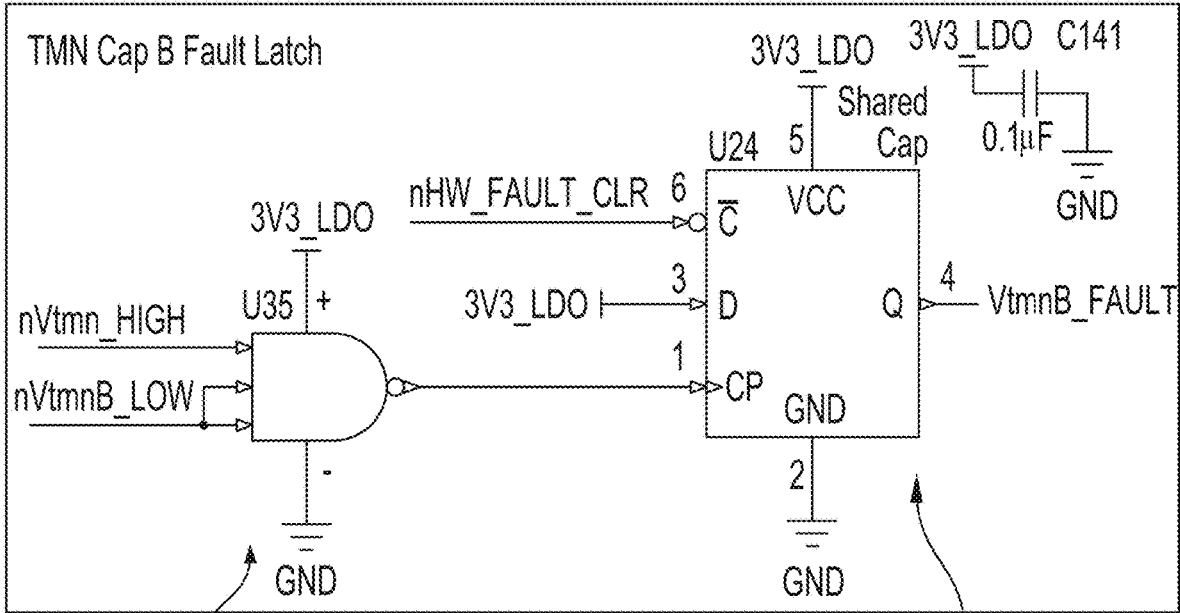 TMN Cap B Fault Latch
3V3_LDO
3V3_LDO C141
Shared
Cap
0.1µF
GND
U24
5
VCC
nHW_FAULT_CLR
6
C̅
3V3_LDO
U35
+
3V3_LDO
3
D
Q
4
VtmnB_FAULT
nVtmn_HIGH
nVtmnB_LOW
1
CP
GND
-
2
GND
GND